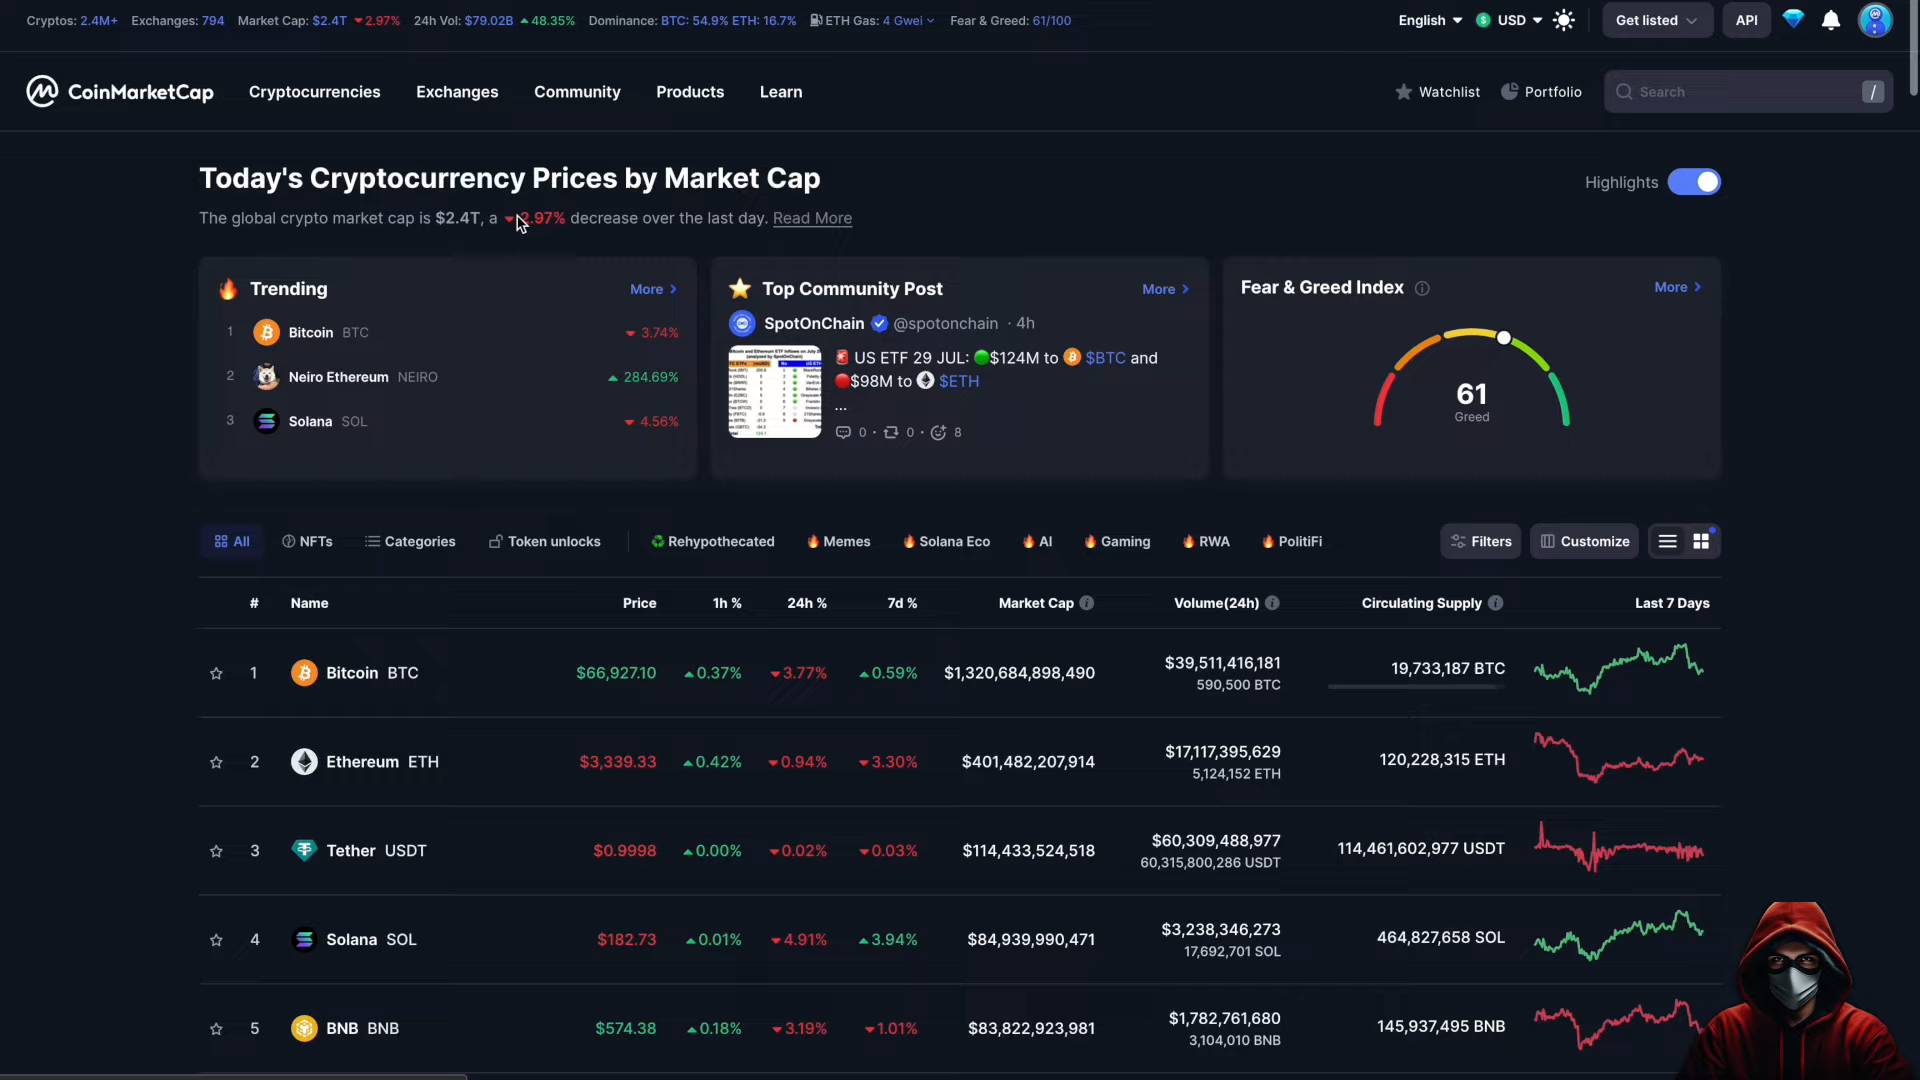 Cryptos: 2.4M+ Exchanges: 794 Market Cap: $2.4T 2.97% 24h Vol: $79.02B 48.35% Dominance: BTC: 54.9% ETH: 16.7% ETH Gas: 4 Gwei Fear & Greed: 61/100
English USD Get listed API
CoinMarketCap Cryptocurrencies Exchanges Community Products Learn
Watchlist Portfolio Search /
Today's Cryptocurrency Prices by Market Cap
Highlights
The global crypto market cap is $2.4T, a 2.97% decrease over the last day. Read More
Trending More
1 Bitcoin BTC 3.74%
2 Neiro Ethereum NEIRO 284.69%
3 Solana SOL 4.56%
Top Community Post More
SpotOnChain @spotonchain · 4h
US ETF 29 JUL: $124M to $BTC and
$98M to $ETH
...
0 · 0 · 8
Fear & Greed Index More
61
Greed
All NFTs Categories Token unlocks Rehypothecated Memes Solana Eco AI Gaming RWA PolitiFi
Filters Customize
# Name Price 1h % 24h % 7d % Market Cap Volume(24h) Circulating Supply Last 7 Days
1 Bitcoin BTC $66,927.10 0.37% 3.77% 0.59% $1,320,684,898,490 $39,511,416,181 19,733,187 BTC
590,500 BTC
2 Ethereum ETH $3,339.33 0.42% 0.94% 3.30% $401,482,207,914 $17,117,395,629 120,228,315 ETH
5,124,152 ETH
3 Tether USDT $0.9998 0.00% 0.02% 0.03% $114,433,524,518 $60,309,488,977 114,461,602,977 USDT
60,315,800,286 USDT
4 Solana SOL $182.73 0.01% 4.91% 3.94% $84,939,990,471 $3,238,346,273 464,827,658 SOL
17,692,701 SOL
5 BNB BNB $574.38 0.18% 3.19% 1.01% $83,822,923,981 $1,782,761,680 145,937,495 BNB
3,104,010 BNB